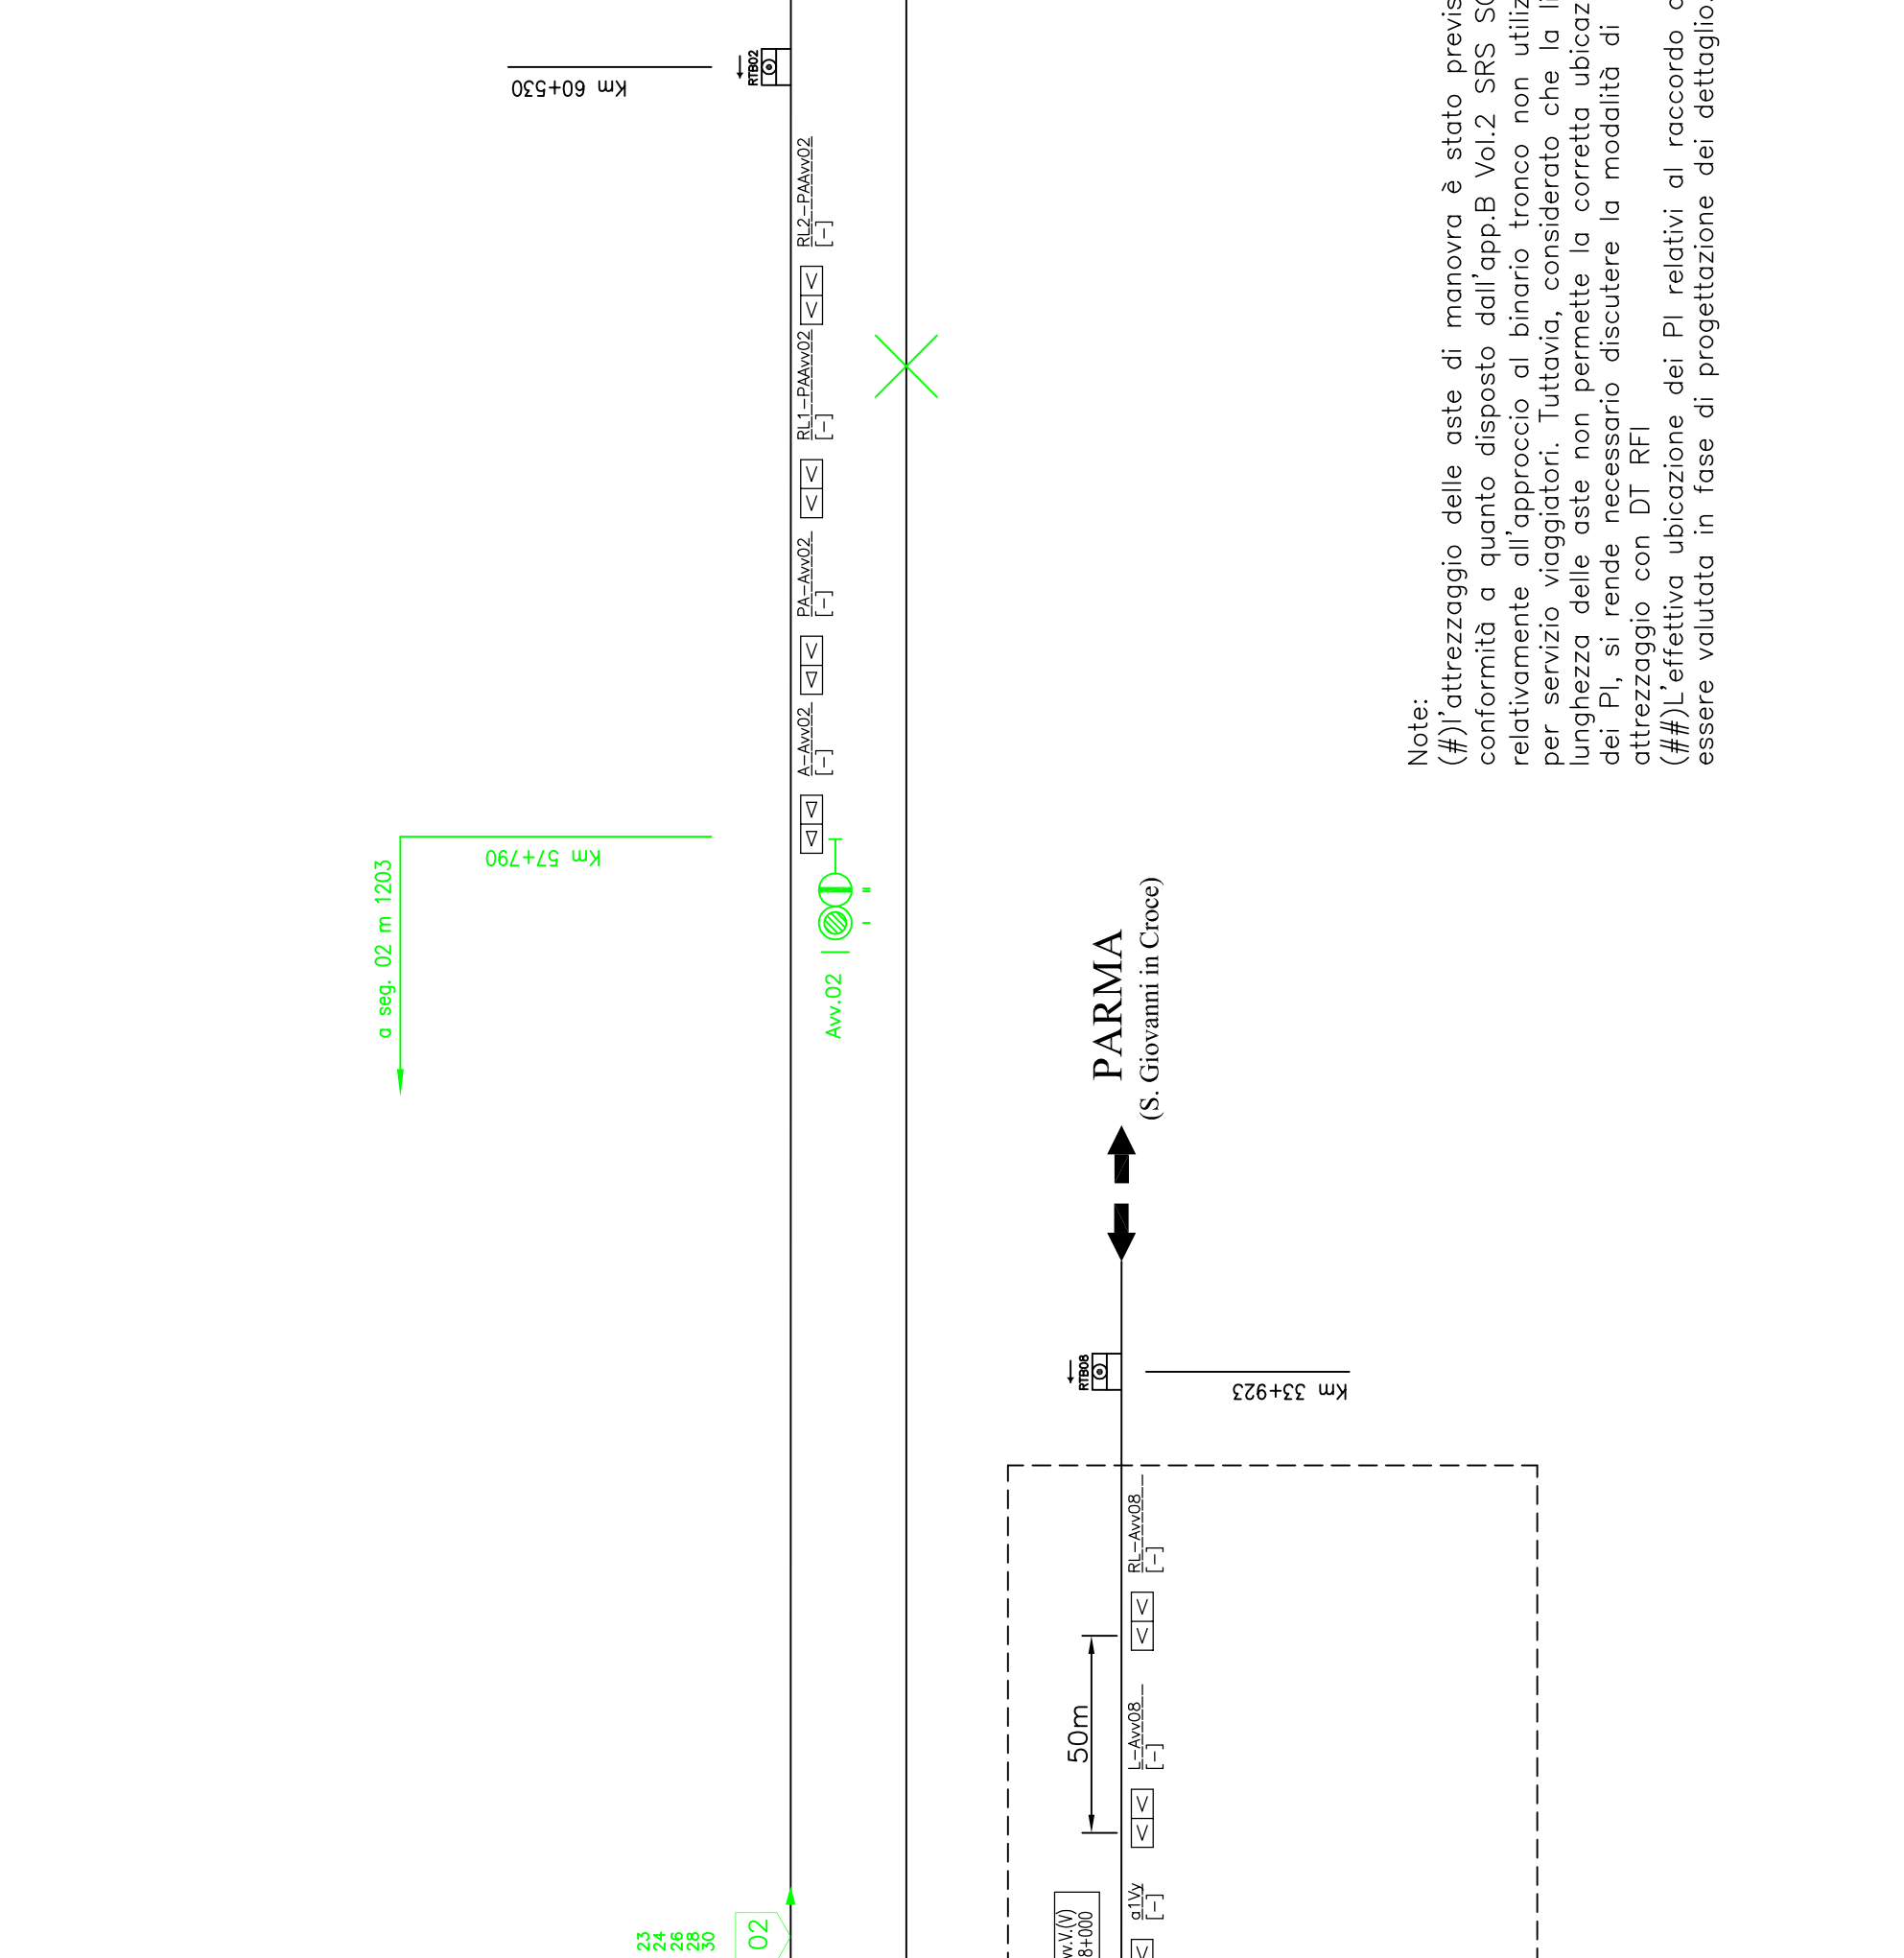 Km 60+530
RTB02
RL2-PAAvv02
[-]
RL1-PAAvv02
[-]
PA-Avv02
[-]
A-Avv02
[-]
Km 57+790
a seg. 02 m 1203
Avv.02
PARMA
(S. Giovanni in Croce)
RTB08
Km 33+923
RL-Avv08
[-]
50m
L-Avv08
[-]
a1Vy
[-]
w.V.(V)
8+000
23
24
26
28
30
02
Note:
(#)l'attrezzaggio delle aste di manovra è stato previs
conformità a quanto disposto dall'app.B Vol.2 SRS SC
relativamente all'approccio al binario tronco non utiliz
per servizio viaggiatori. Tuttavia, considerato che la li
lunghezza delle aste non permette la corretta ubicaz
dei PI, si rende necessario discutere la modalità di
attrezzaggio con DT RFI
(##)L'effettiva ubicazione dei PI relativi al raccordo
essere valutata in fase di progettazione dei dettaglio.